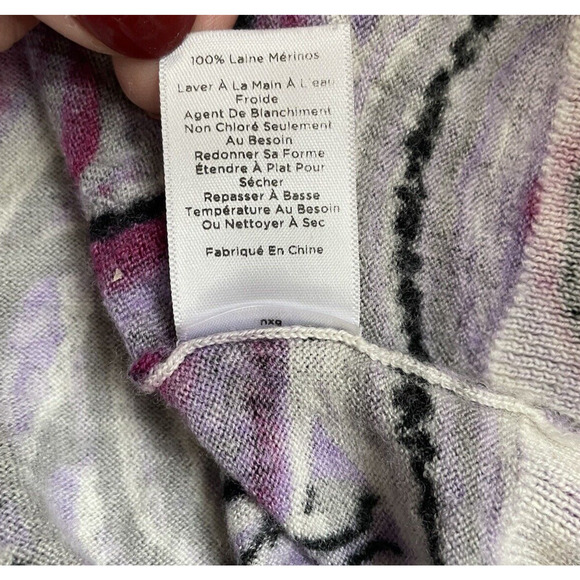 100% Laine Mérinos
Laver À La Main À L'eau
Froide
Agent De Blanchiment
Non Chloré Seulement
Au Besoin
Redonner Sa Forme
Étendre À Plat Pour
Sécher
Repasser À Basse
Température Au Besoin
Ou Nettoyer À Sec
Fabriqué En Chine